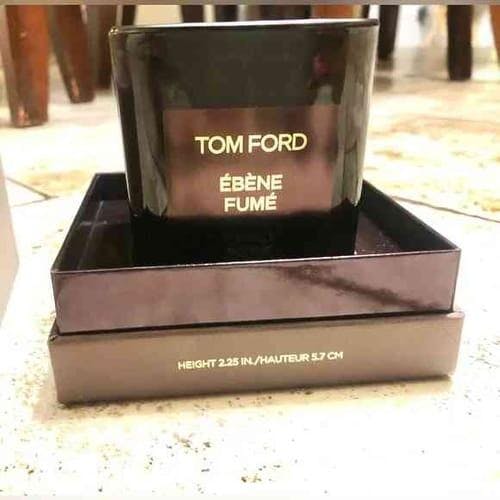 TOM FORD
ÉBÈNE
FUMÉ
HEIGHT 2.25 IN./HAUTEUR 5.7 CM